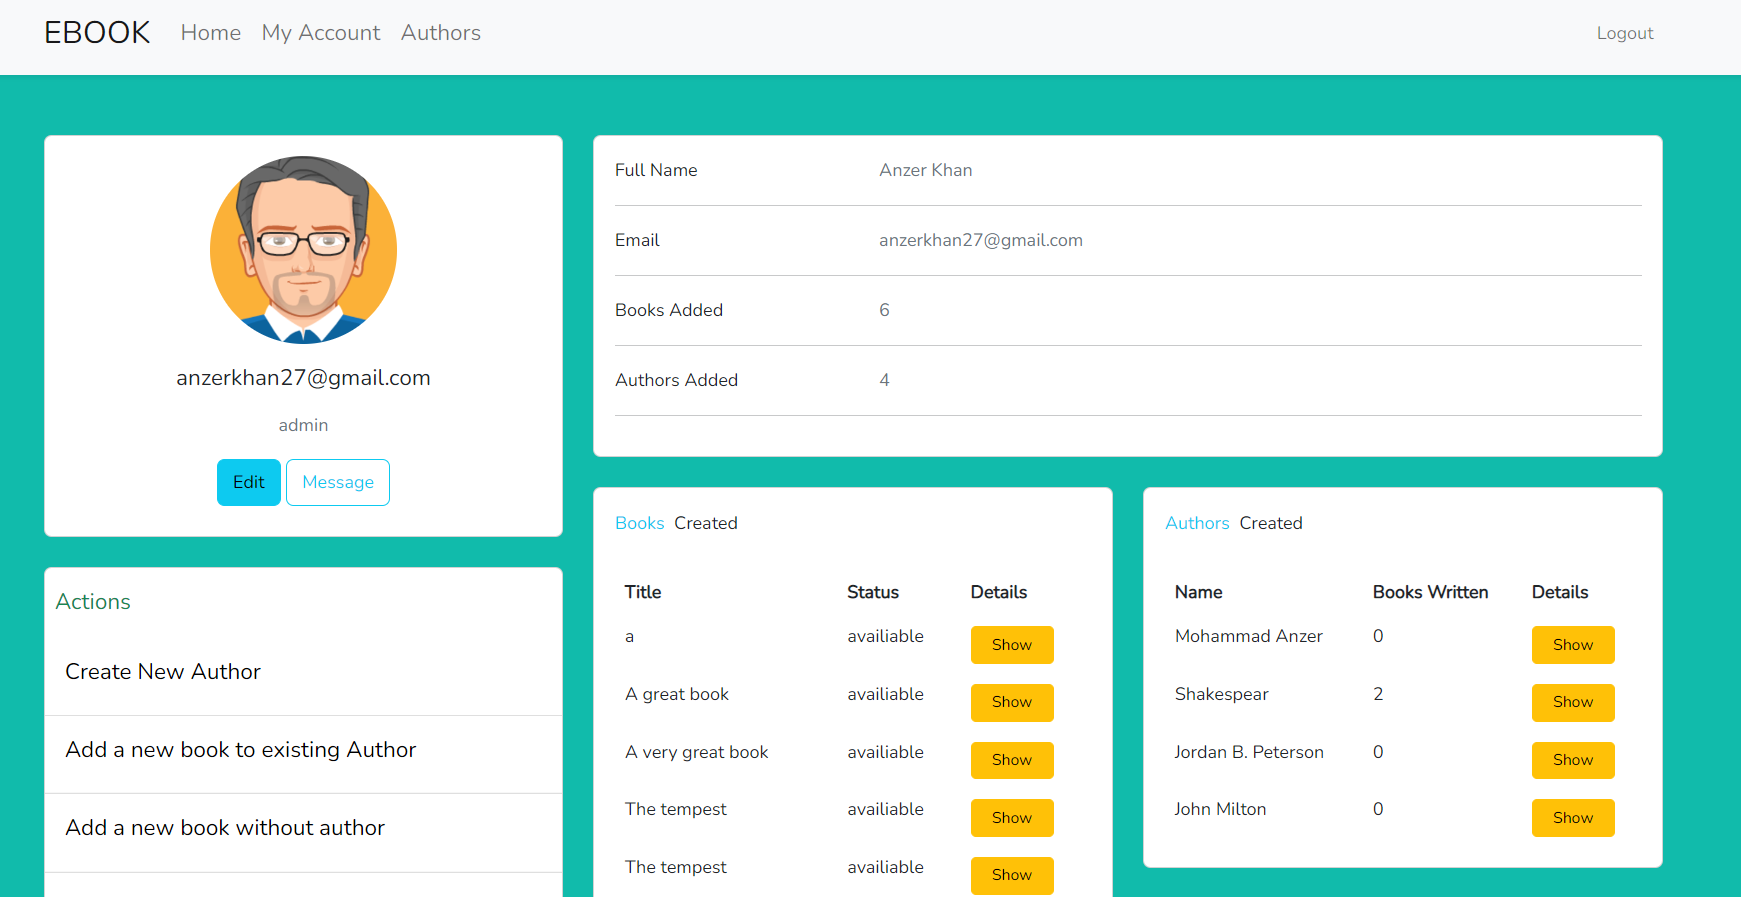 EBOOK Home My Account Authors Logout
anzerkhan27@gmail.com
admin
Edit Message
Actions
Create New Author
Add a new book to existing Author
Add a new book without author
Full Name Anzer Khan
Email anzerkhan27@gmail.com
Books Added 6
Authors Added 4
Books Created
Title Status Details
a availiable Show
A great book availiable Show
A very great book availiable Show
The tempest availiable Show
The tempest availiable Show
Authors Created
Name Books Written Details
Mohammad Anzer 0 Show
Shakespear 2 Show
Jordan B. Peterson 0 Show
John Milton 0 Show